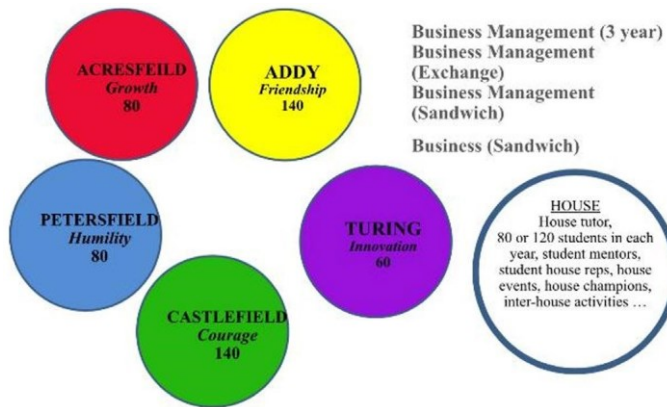 ACRESFEILD
Growth
80
ADDY
Friendship
140
Business Management (3 year)
Business Management
(Exchange)
Business Management
(Sandwich)
Business (Sandwich)
PETERSFIELD
Humility
80
TURING
Innovation
60
HOUSE
House tutor,
80 or 120 students in each
year, student mentors,
student house reps, house
events, house champions,
inter-house activities …
CASTLEFIELD
Courage
140